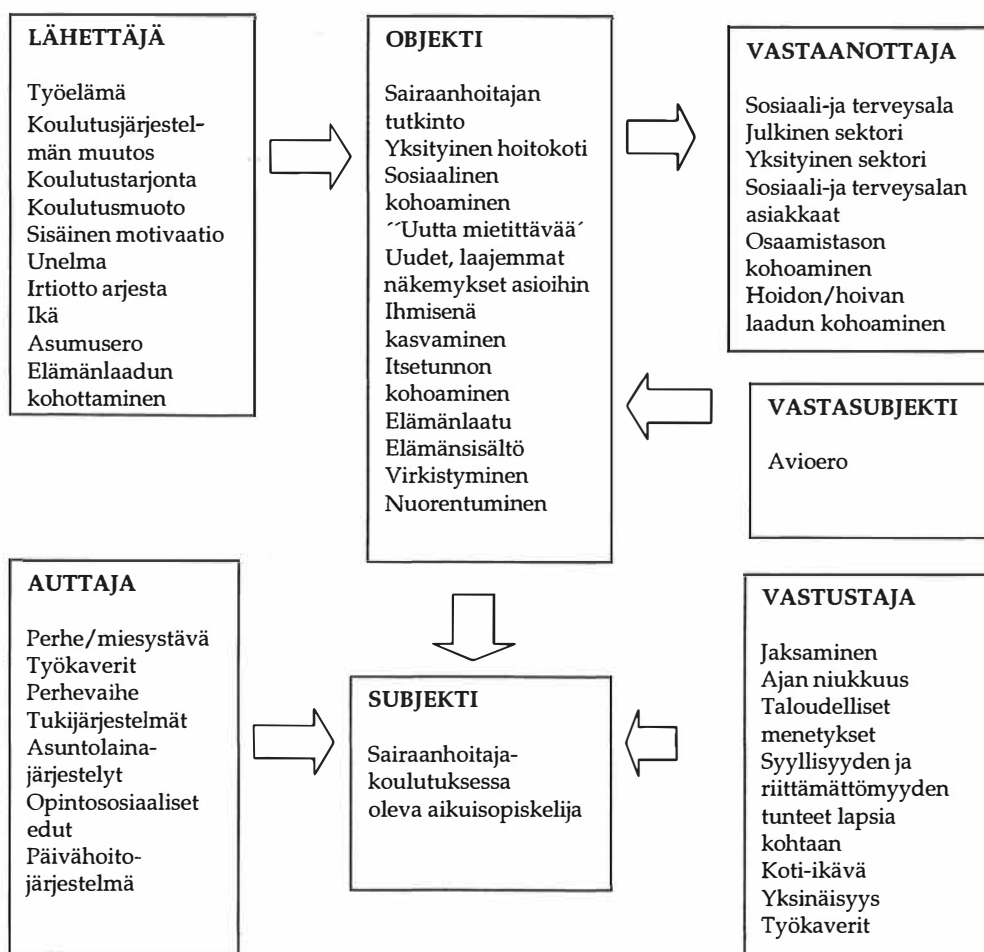 LÄHETTÄJÄ
Työelämä
Koulutusjärjestel-
män muutos
Koulutustarjonta
Koulutusmuoto
Sisäinen motivaatio
Unelma
Irtiotto arjesta
Ikä
Asumusero
Elämänlaadun
kohottaminen
OBJEKTI
Sairaanhoitajan
tutkinto
Yksityinen hoitokoti
Sosiaalinen
kohoaminen
´´Uutta mietittävää´
Uudet, laajemmat
näkemykset asioihin
Ihmisenä
kasvaminen
Itsetunnon
kohoaminen
Elämänlaatu
Elämänsisältö
Virkistyminen
Nuorentuminen
VASTAANOTTAJA
Sosiaali-ja terveysala
Julkinen sektori
Yksityinen sektori
Sosiaali-ja terveysalan
asiakkaat
Osaamistason
kohoaminen
Hoidon/hoivan
laadun kohoaminen
VASTASUBJEKTI
Avioero
AUTTAJA
Perhe/miesystävä
Työkaverit
Perhevaihe
Tukijärjestelmät
Asuntolaina-
järjestelyt
Opintososiaaliset
edut
Päivähoito-
järjestelmä
SUBJEKTI
Sairaanhoitaja-
koulutuksessa
oleva aikuisopiskelija
VASTUSTAJA
Jaksaminen
Ajan niukkuus
Taloudelliset
menetykset
Syyllisyyden ja
riittämättömyyden
tunteet lapsia
kohtaan
Koti-ikävä
Yksinäisyys
Työkaverit